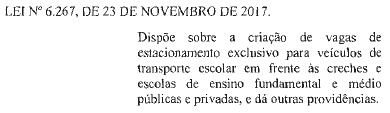 LEI Nº 6.267, DE 23 DE NOVEMBRO DE 2017.
Dispõe sobre a criação de vagas de
estacionamento exclusivo para veículos de
transporte escolar em frente às creches e
escolas de ensino fundamental e médio
públicas e privadas, e dá outras providências.